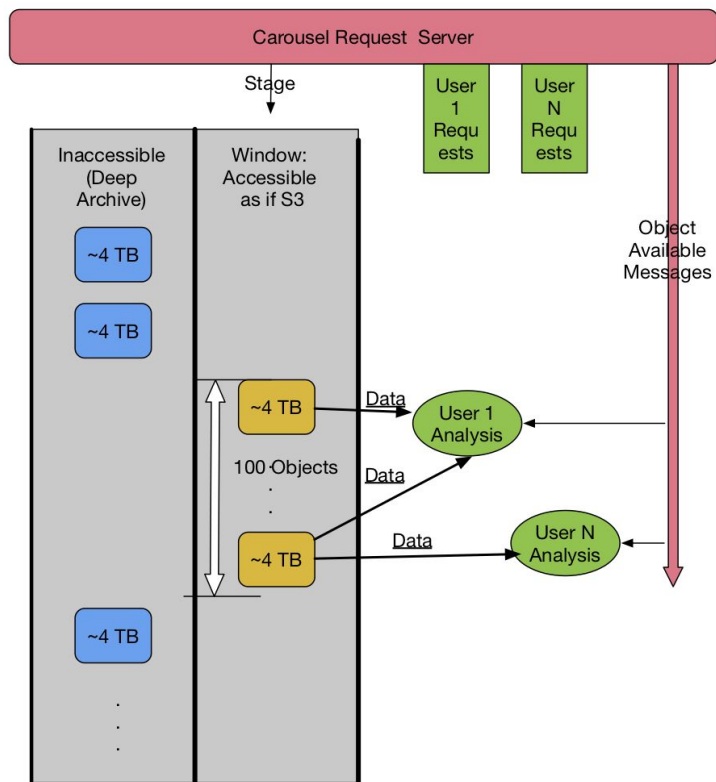 Carousel Request Server
Stage
User
1
Requ
ests
User
N
Requ
ests
Inaccessible
(Deep
Archive)
Window:
Accessible
as if S3
Object
Available
Messages
~4 TB
~4 TB
~4 TB
Data
User 1
Analysis
100 Objects
Data
~4 TB
Data
User N
Analysis
~4 TB